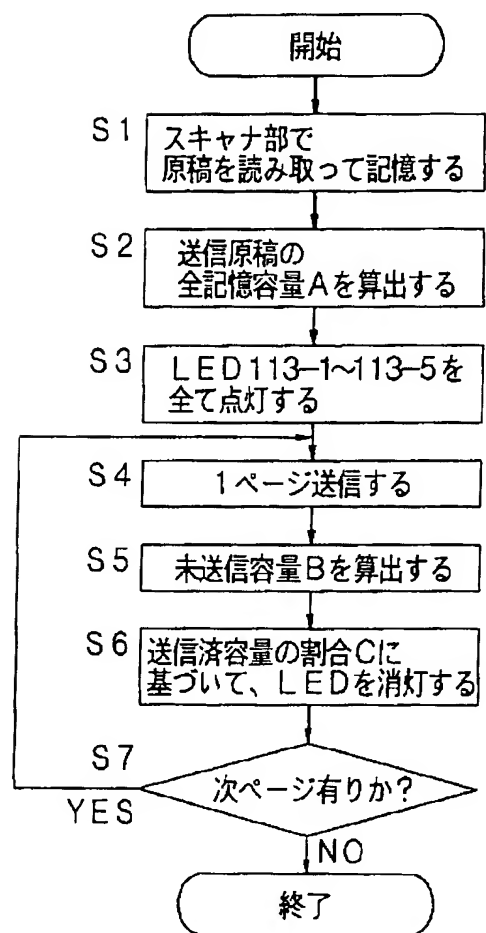 開始
S1
スキャナ部で
原稿を読み取って記憶する
S2
送信原稿の
全記憶容量Aを算出する
S3
LED113-1~113-5を
全て点灯する
S4
1ページ送信する
S5
未送信容量Bを算出する
S6
送信済容量の割合Cに
基づいて、LEDを消灯する
S7
次ページ有りか?
YES
NO
終了